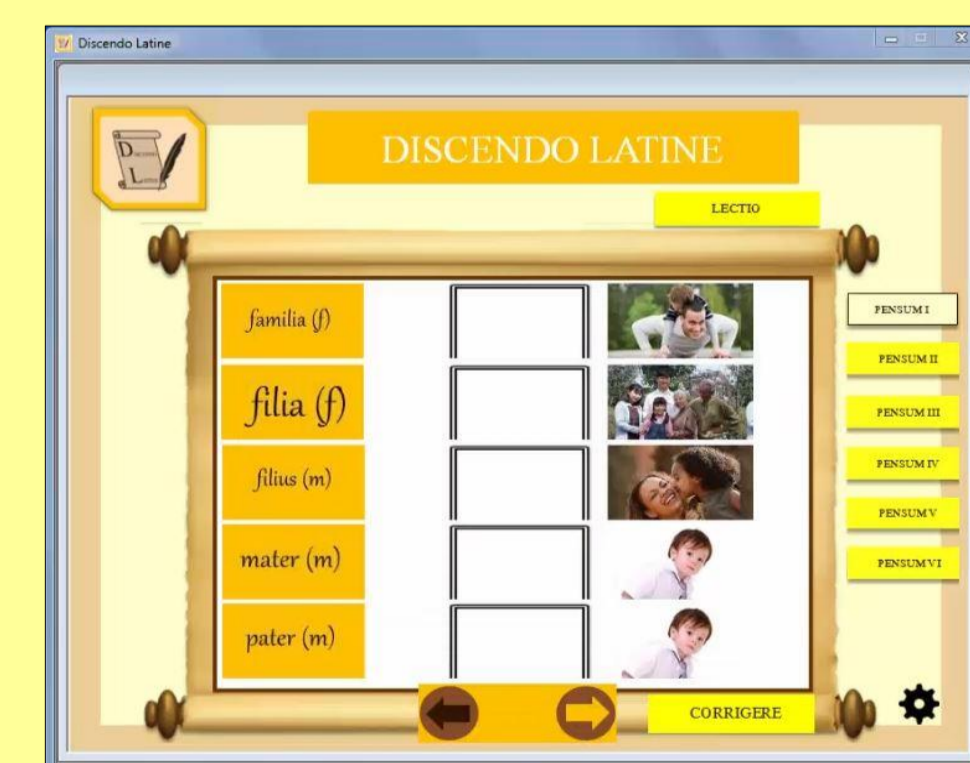 Discendo Latine
DISCENDO LATINE
LECTIO
familia (f)
filia (f)
filius (m)
mater (m)
pater (m)
PENSUM I
PENSUM II
PENSUM III
PENSUM IV
PENSUM V
PENSUM VI
CORRIGERE